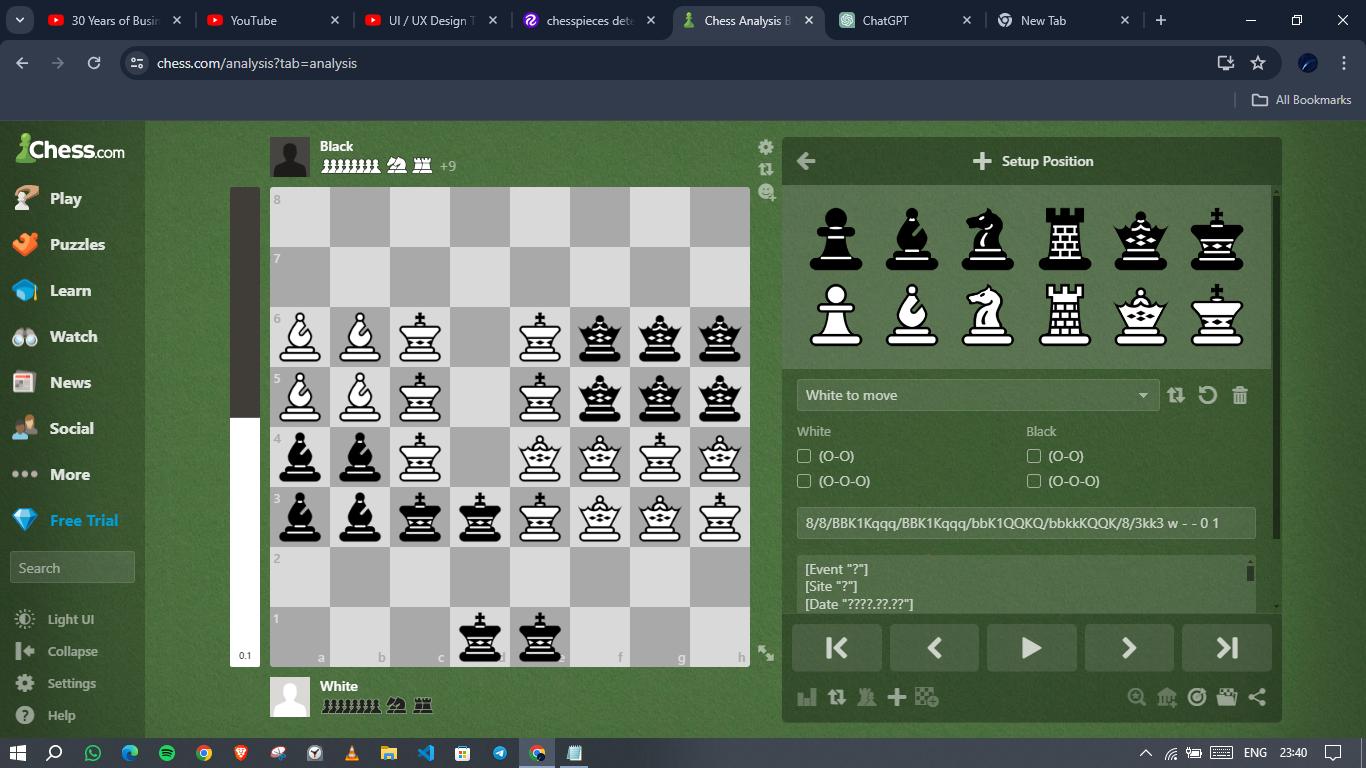 30 Years of Busin
YouTube
UI / UX Design T
chesspieces dete
Chess Analysis B
ChatGPT
New Tab
chess.com/analysis?tab=analysis
All Bookmarks
Chess.com
Play
Puzzles
Learn
Watch
News
Social
More
Free Trial
Search
Light UI
Collapse
Settings
Help
Black
+9
8
7
6
5
4
3
2
1
a b c d e f g h
0.1
White
Setup Position
White to move
White Black
(O-O) (O-O)
(O-O-O) (O-O-O)
8/8/BBK1Kqqq/BBK1Kqqq/bbK1QQKQ/bbkkKQQK/8/3kk3 w - - 0 1
[Event "?"]
[Site "?"]
[Date "????.??.??"]
ENG 23:40